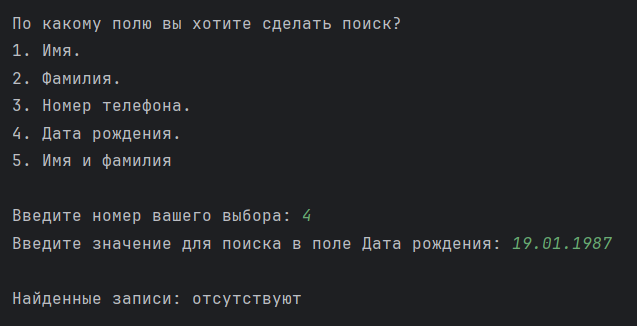 По какому полю вы хотите сделать поиск?
1. Имя.
2. Фамилия.
3. Номер телефона.
4. Дата рождения.
5. Имя и фамилия
Введите номер вашего выбора: 4
Введите значение для поиска в поле Дата рождения: 19.01.1987
Найденные записи: отсутствуют